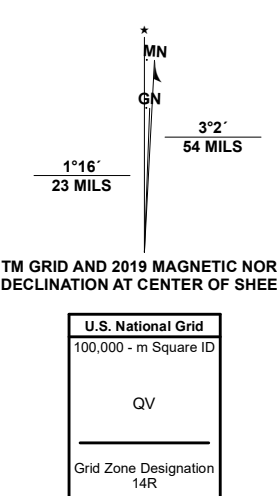 ★
MN
GN
3°2´
54 MILS
1°16´
23 MILS
TM GRID AND 2019 MAGNETIC NOR
DECLINATION AT CENTER OF SHEE
U.S. National Grid
100,000 - m Square ID
QV
Grid Zone Designation
14R